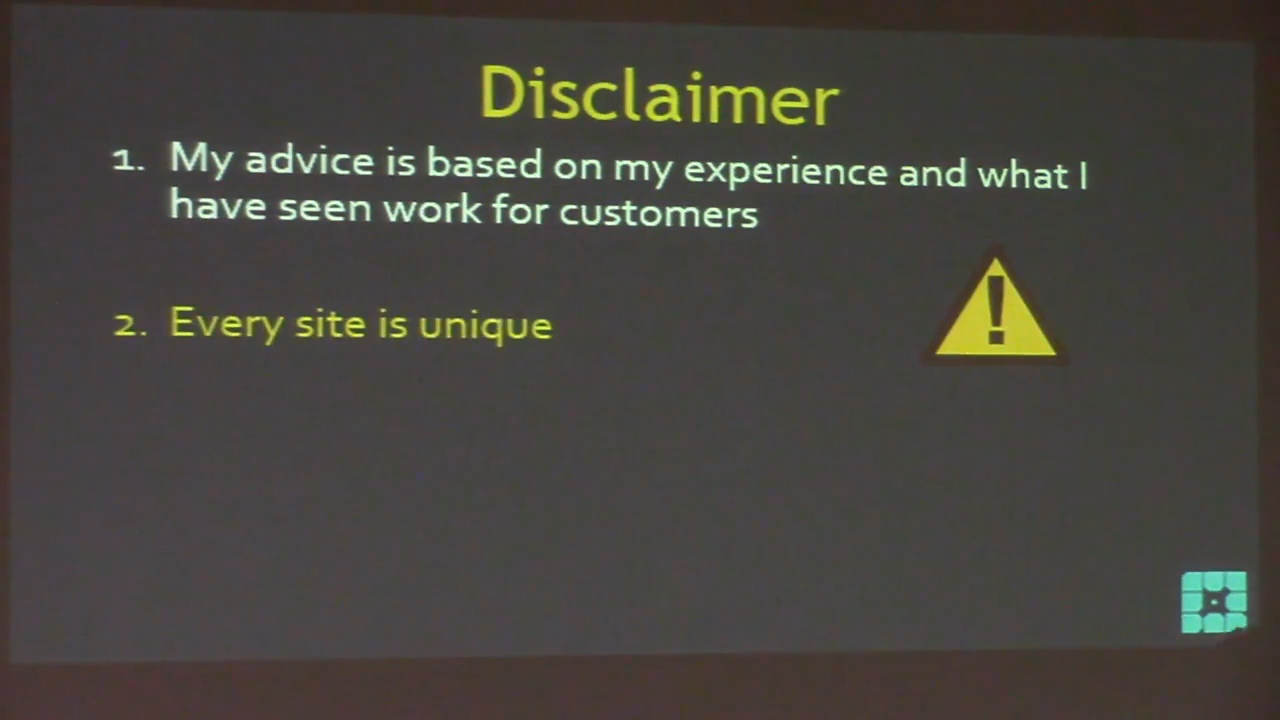 Disclaimer
1. My advice is based on my experience and what I
have seen work for customers
2. Every site is unique